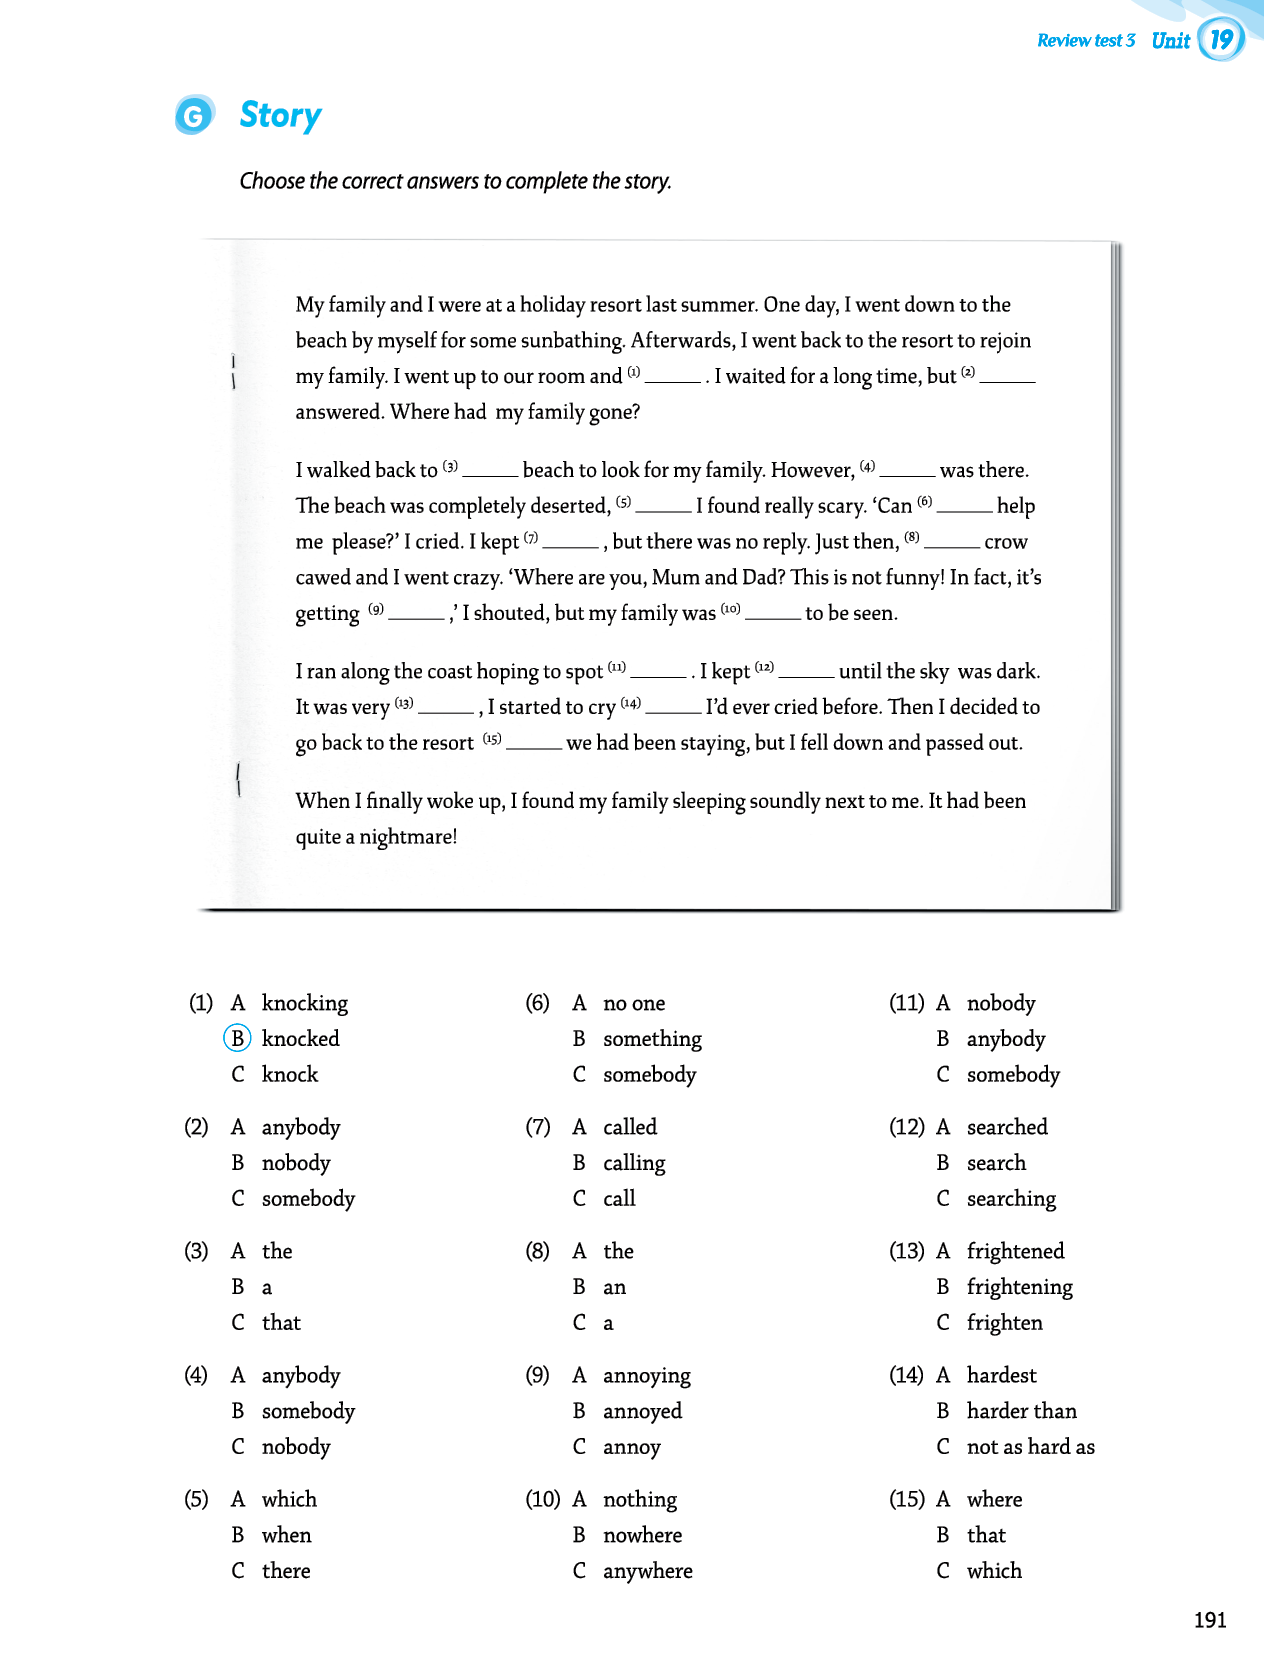 Review test 3 Unit 19
G Story
Choose the correct answers to complete the story.
My family and I were at a holiday resort last summer. One day, I went down to the
beach by myself for some sunbathing. Afterwards, I went back to the resort to rejoin
my family. I went up to our room and (1) _____ . I waited for a long time, but (2) _____
answered. Where had my family gone?
I walked back to (3) _____ beach to look for my family. However, (4) _____ was there.
The beach was completely deserted, (5) _____ I found really scary. ‘Can (6) _____ help
me please?’ I cried. I kept (7) _____ , but there was no reply. Just then, (8) _____ crow
cawed and I went crazy. ‘Where are you, Mum and Dad? This is not funny! In fact, it’s
getting (9) _____ ,’ I shouted, but my family was (10) _____ to be seen.
I ran along the coast hoping to spot (11) _____ . I kept (12) _____ until the sky was dark.
It was very (13) _____ , I started to cry (14) _____ I’d ever cried before. Then I decided to
go back to the resort (15) _____ we had been staying, but I fell down and passed out.
When I finally woke up, I found my family sleeping soundly next to me. It had been
quite a nightmare!
(1) A knocking
B knocked
C knock
(2) A anybody
B nobody
C somebody
(3) A the
B a
C that
(4) A anybody
B somebody
C nobody
(5) A which
B when
C there
(6) A no one
B something
C somebody
(7) A called
B calling
C call
(8) A the
B an
C a
(9) A annoying
B annoyed
C annoy
(10) A nothing
B nowhere
C anywhere
(11) A nobody
B anybody
C somebody
(12) A searched
B search
C searching
(13) A frightened
B frightening
C frighten
(14) A hardest
B harder than
C not as hard as
(15) A where
B that
C which
191